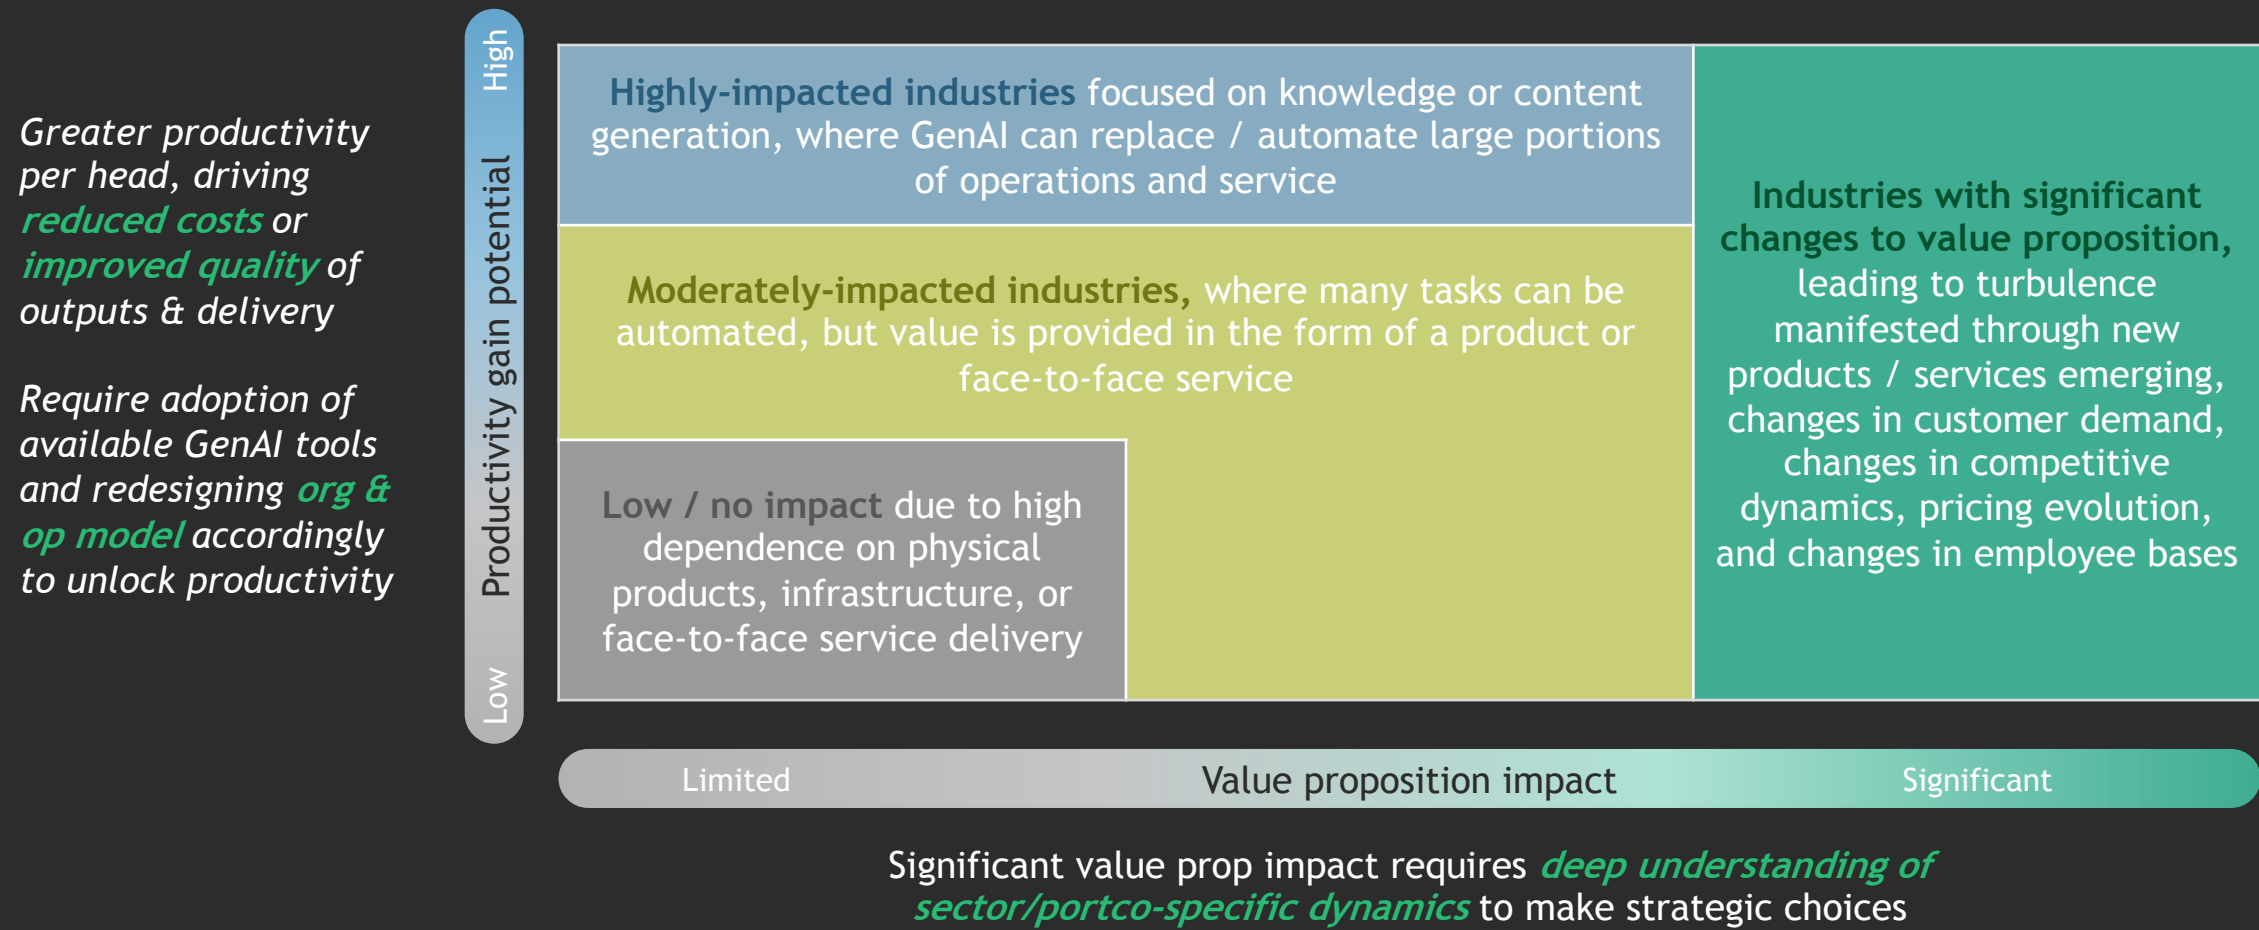 Greater productivity
per head, driving
reduced costs or
improved quality of
outputs & delivery
Require adoption of
available GenAI tools
and redesigning org &
op model accordingly
to unlock productivity
High
Productivity gain potential
Low
Highly-impacted industries focused on knowledge or content
generation, where GenAI can replace / automate large portions
of operations and service
Moderately-impacted industries, where many tasks can be
automated, but value is provided in the form of a product or
face-to-face service
Low / no impact due to high
dependence on physical
products, infrastructure, or
face-to-face service delivery
Industries with significant
changes to value proposition,
leading to turbulence
manifested through new
products / services emerging,
changes in customer demand,
changes in competitive
dynamics, pricing evolution,
and changes in employee bases
Limited
Value proposition impact
Significant
Significant value prop impact requires deep understanding of
sector/portco-specific dynamics to make strategic choices